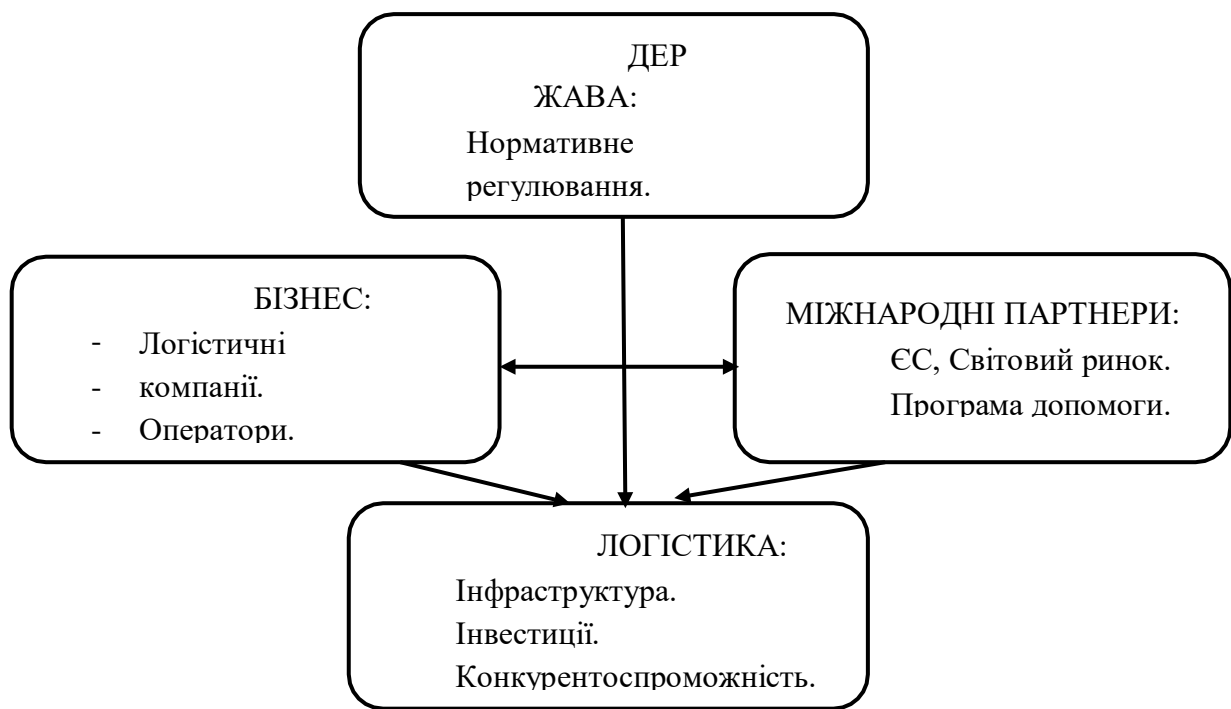 ДЕР
ЖАВА:
Нормативне
регулювання.
БІЗНЕС:
- Логістичні
- компанії.
- Оператори.
МІЖНАРОДНІ ПАРТНЕРИ:
ЄС, Світовий ринок.
Програма допомоги.
ЛОГІСТИКА:
Інфраструктура.
Інвестиції.
Конкурентоспроможність.